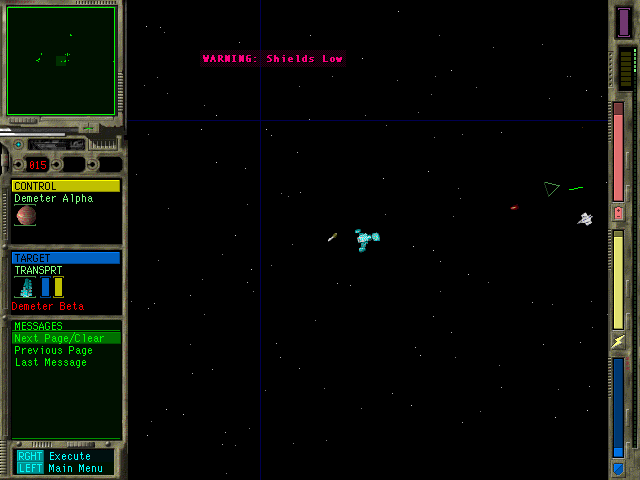 WARNING: Shields Low
015
CONTROL
Demeter Alpha
TARGET
TRANSPRT
Demeter Beta
MESSAGES
Next Page/Clear
Previous Page
Last Message
RGHT Execute
LEFT Main Menu